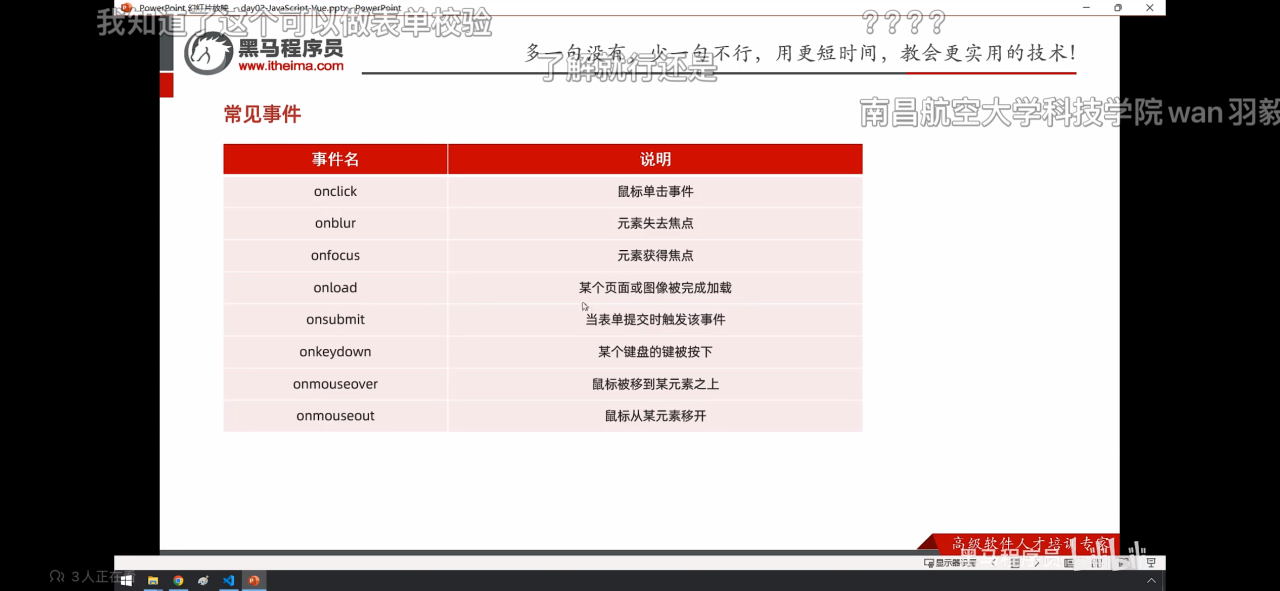 PowerPoint 幻灯片放映 - day02-JavaScript-Vue.pptx - PowerPoint
我知道了这个可以做表单校验
????
黑马程序员
www.itheima.com
多一句没有，少一句不行，用更短时间，教会更实用的技术!
了解就行还是
南昌航空大学科技学院wan羽毅
常见事件
事件名 说明
onclick 鼠标单击事件
onblur 元素失去焦点
onfocus 元素获得焦点
onload 某个页面或图像被完成加载
onsubmit 当表单提交时触发该事件
onkeydown 某个键盘的键被按下
onmouseover 鼠标被移到某元素之上
onmouseout 鼠标从某元素移开
高级软件人才培训专家
黑马程序员
3人正在看